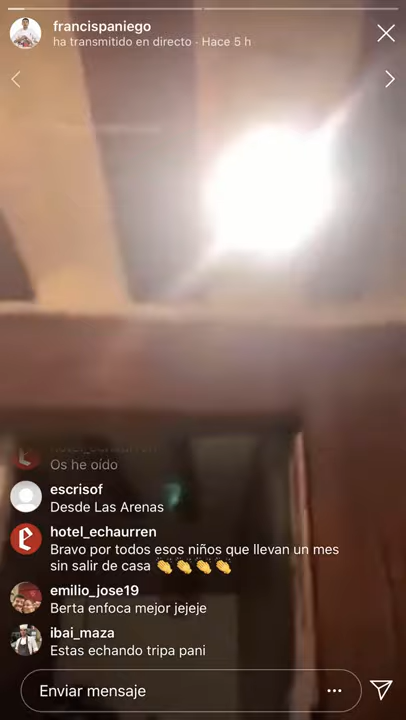 francispaniego
ha transmitido en directo · Hace 5 h
Os he oído
escrisof
Desde Las Arenas
hotel_echaurren
Bravo por todos esos niños que llevan un mes
sin salir de casa 👏👏👏👏
emilio_jose19
Berta enfoca mejor jejeje
ibai_maza
Estas echando tripa pani
Enviar mensaje